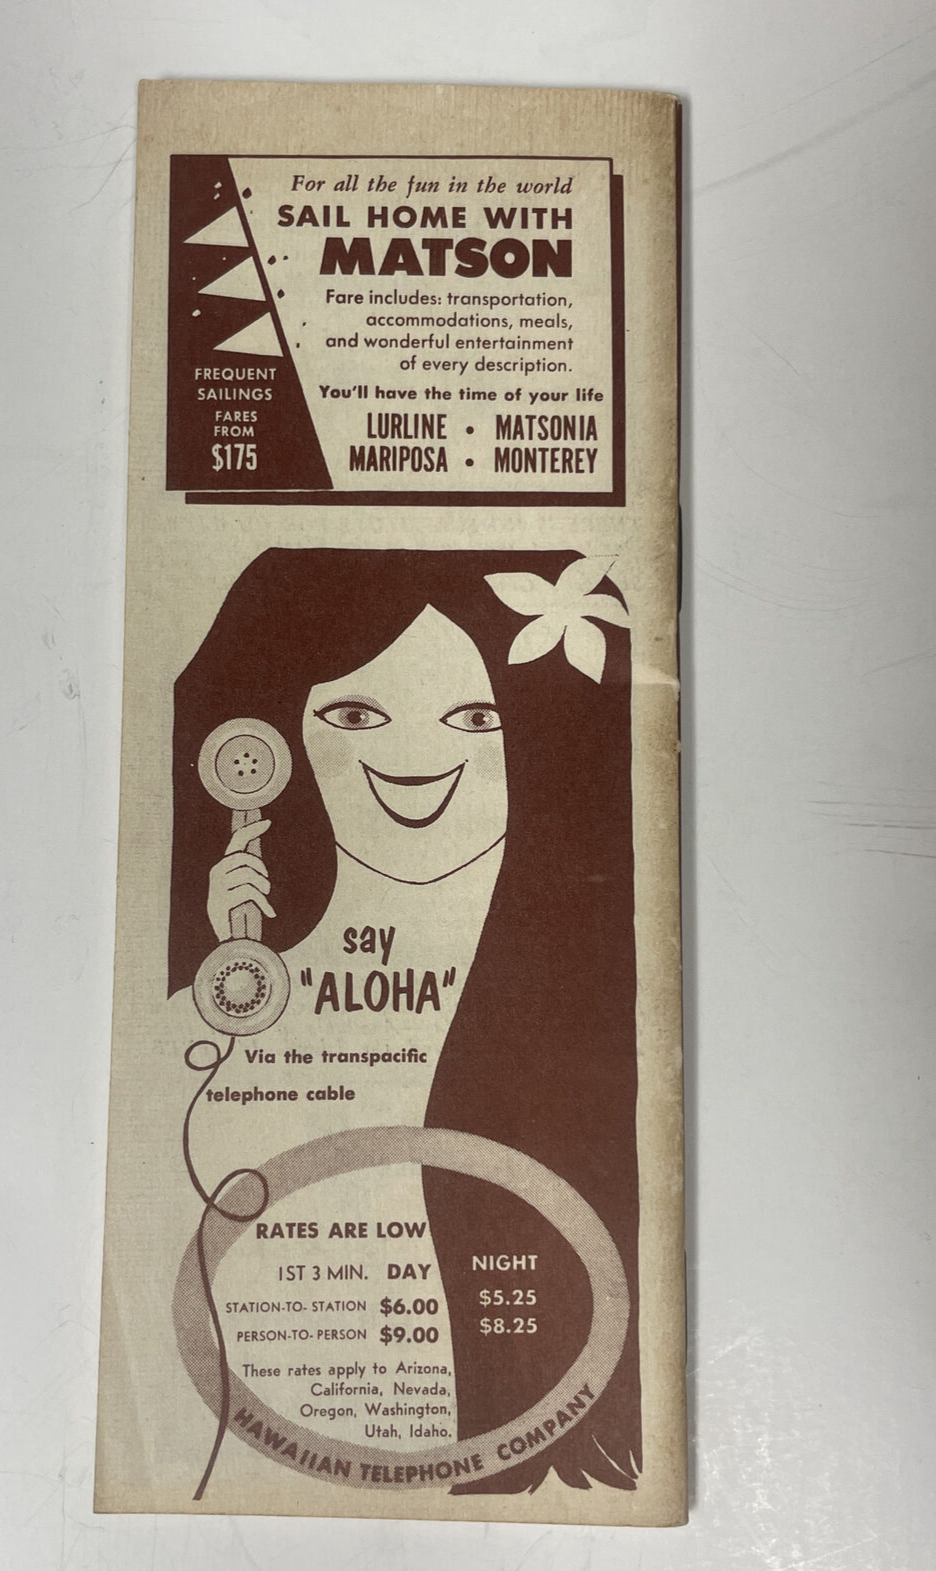 For all the fun in the world
SAIL HOME WITH
MATSON
Fare includes: transportation,
accommodations, meals,
and wonderful entertainment
of every description.
You'll have the time of your life
LURLINE • MATSONIA
MARIPOSA • MONTEREY
FREQUENT
SAILINGS
FARES
FROM
$175
say
"ALOHA"
Via the transpacific
telephone cable
RATES ARE LOW
1ST 3 MIN. DAY NIGHT
STATION-TO-STATION $6.00 $5.25
PERSON-TO-PERSON $9.00 $8.25
These rates apply to Arizona,
California, Nevada,
Oregon, Washington,
Utah, Idaho.
HAWAIIAN TELEPHONE COMPANY